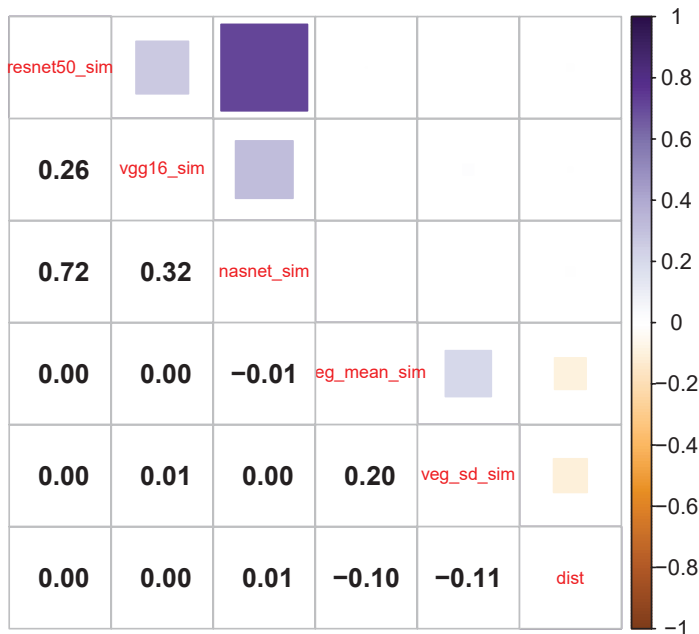 resnet50_sim
0.26 vgg16_sim
0.72 0.32 nasnet_sim
0.00 0.00 −0.01 eg_mean_sim
0.00 0.01 0.00 0.20 veg_sd_sim
0.00 0.00 0.01 −0.10 −0.11 dist
1
0.8
0.6
0.4
0.2
0
−0.2
−0.4
−0.6
−0.8
−1